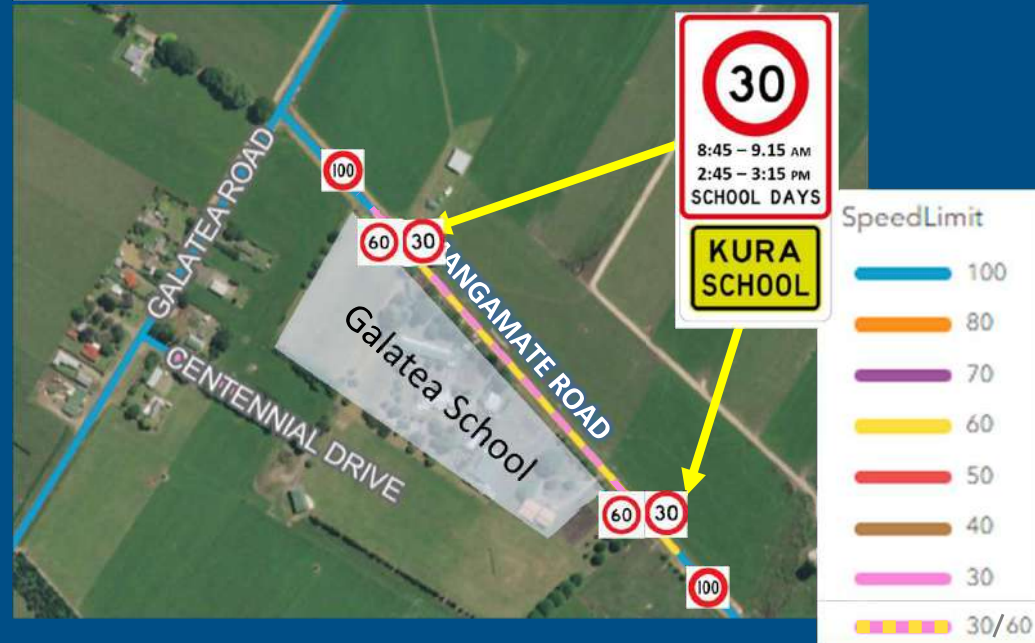 30
8:45 – 9.15 AM
2:45 – 3:15 PM
SCHOOL DAYS
KURA
SCHOOL
100
60
30
GALATEA ROAD
CENTENNIAL DRIVE
Galatea School
ANGAMATE ROAD
60
30
100
SpeedLimit
100
80
70
60
50
40
30
30/60